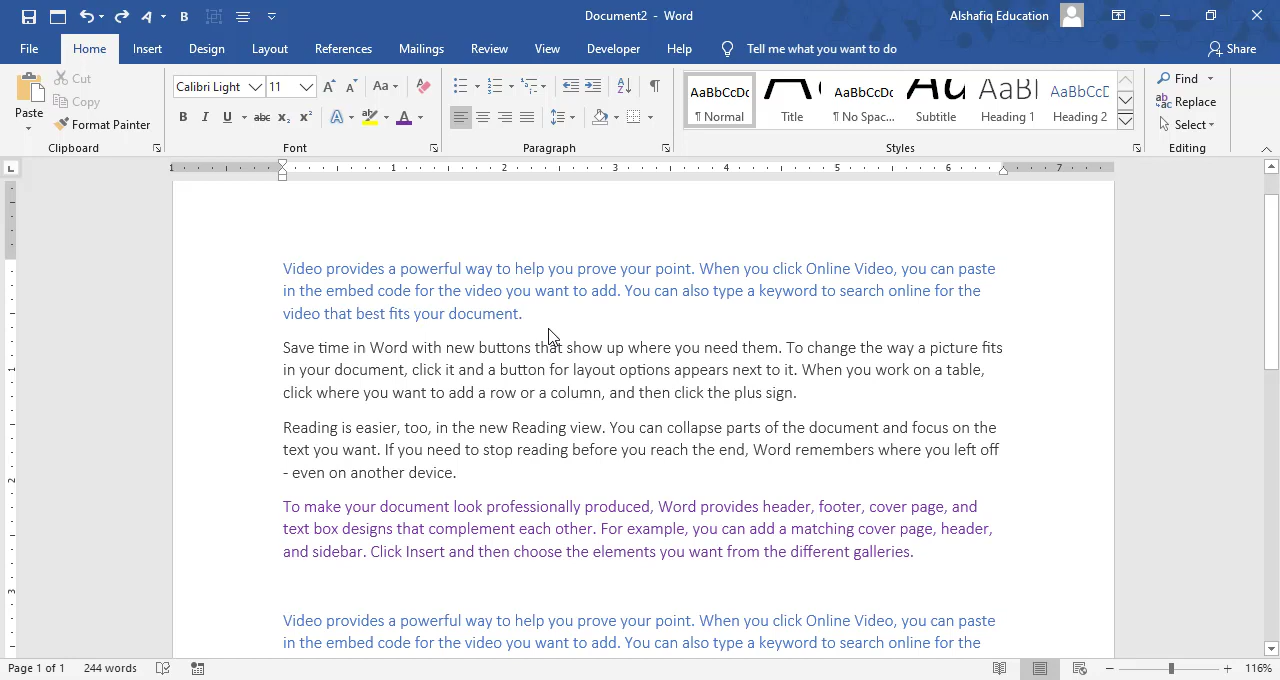 Document2 - Word
Alshafiq Education
File Home Insert Design Layout References Mailings Review View Developer Help Tell me what you want to do Share
Paste
Cut
Copy
Format Painter
Clipboard
Calibri Light 11
Font
Paragraph
AaBbCcDc
¶ Normal
Title
AaBbCcDc
¶ No Spac...
Subtitle
AaBl
Heading 1
AaBbCcE
Heading 2
Styles
Find
Replace
Select
Editing
1 1 2 3 4 5 6 7
Video provides a powerful way to help you prove your point. When you click Online Video, you can paste
in the embed code for the video you want to add. You can also type a keyword to search online for the
video that best fits your document.
Save time in Word with new buttons that show up where you need them. To change the way a picture fits
in your document, click it and a button for layout options appears next to it. When you work on a table,
click where you want to add a row or a column, and then click the plus sign.
Reading is easier, too, in the new Reading view. You can collapse parts of the document and focus on the
text you want. If you need to stop reading before you reach the end, Word remembers where you left off
- even on another device.
To make your document look professionally produced, Word provides header, footer, cover page, and
text box designs that complement each other. For example, you can add a matching cover page, header,
and sidebar. Click Insert and then choose the elements you want from the different galleries.
Video provides a powerful way to help you prove your point. When you click Online Video, you can paste
in the embed code for the video you want to add. You can also type a keyword to search online for the
Page 1 of 1 244 words 116%